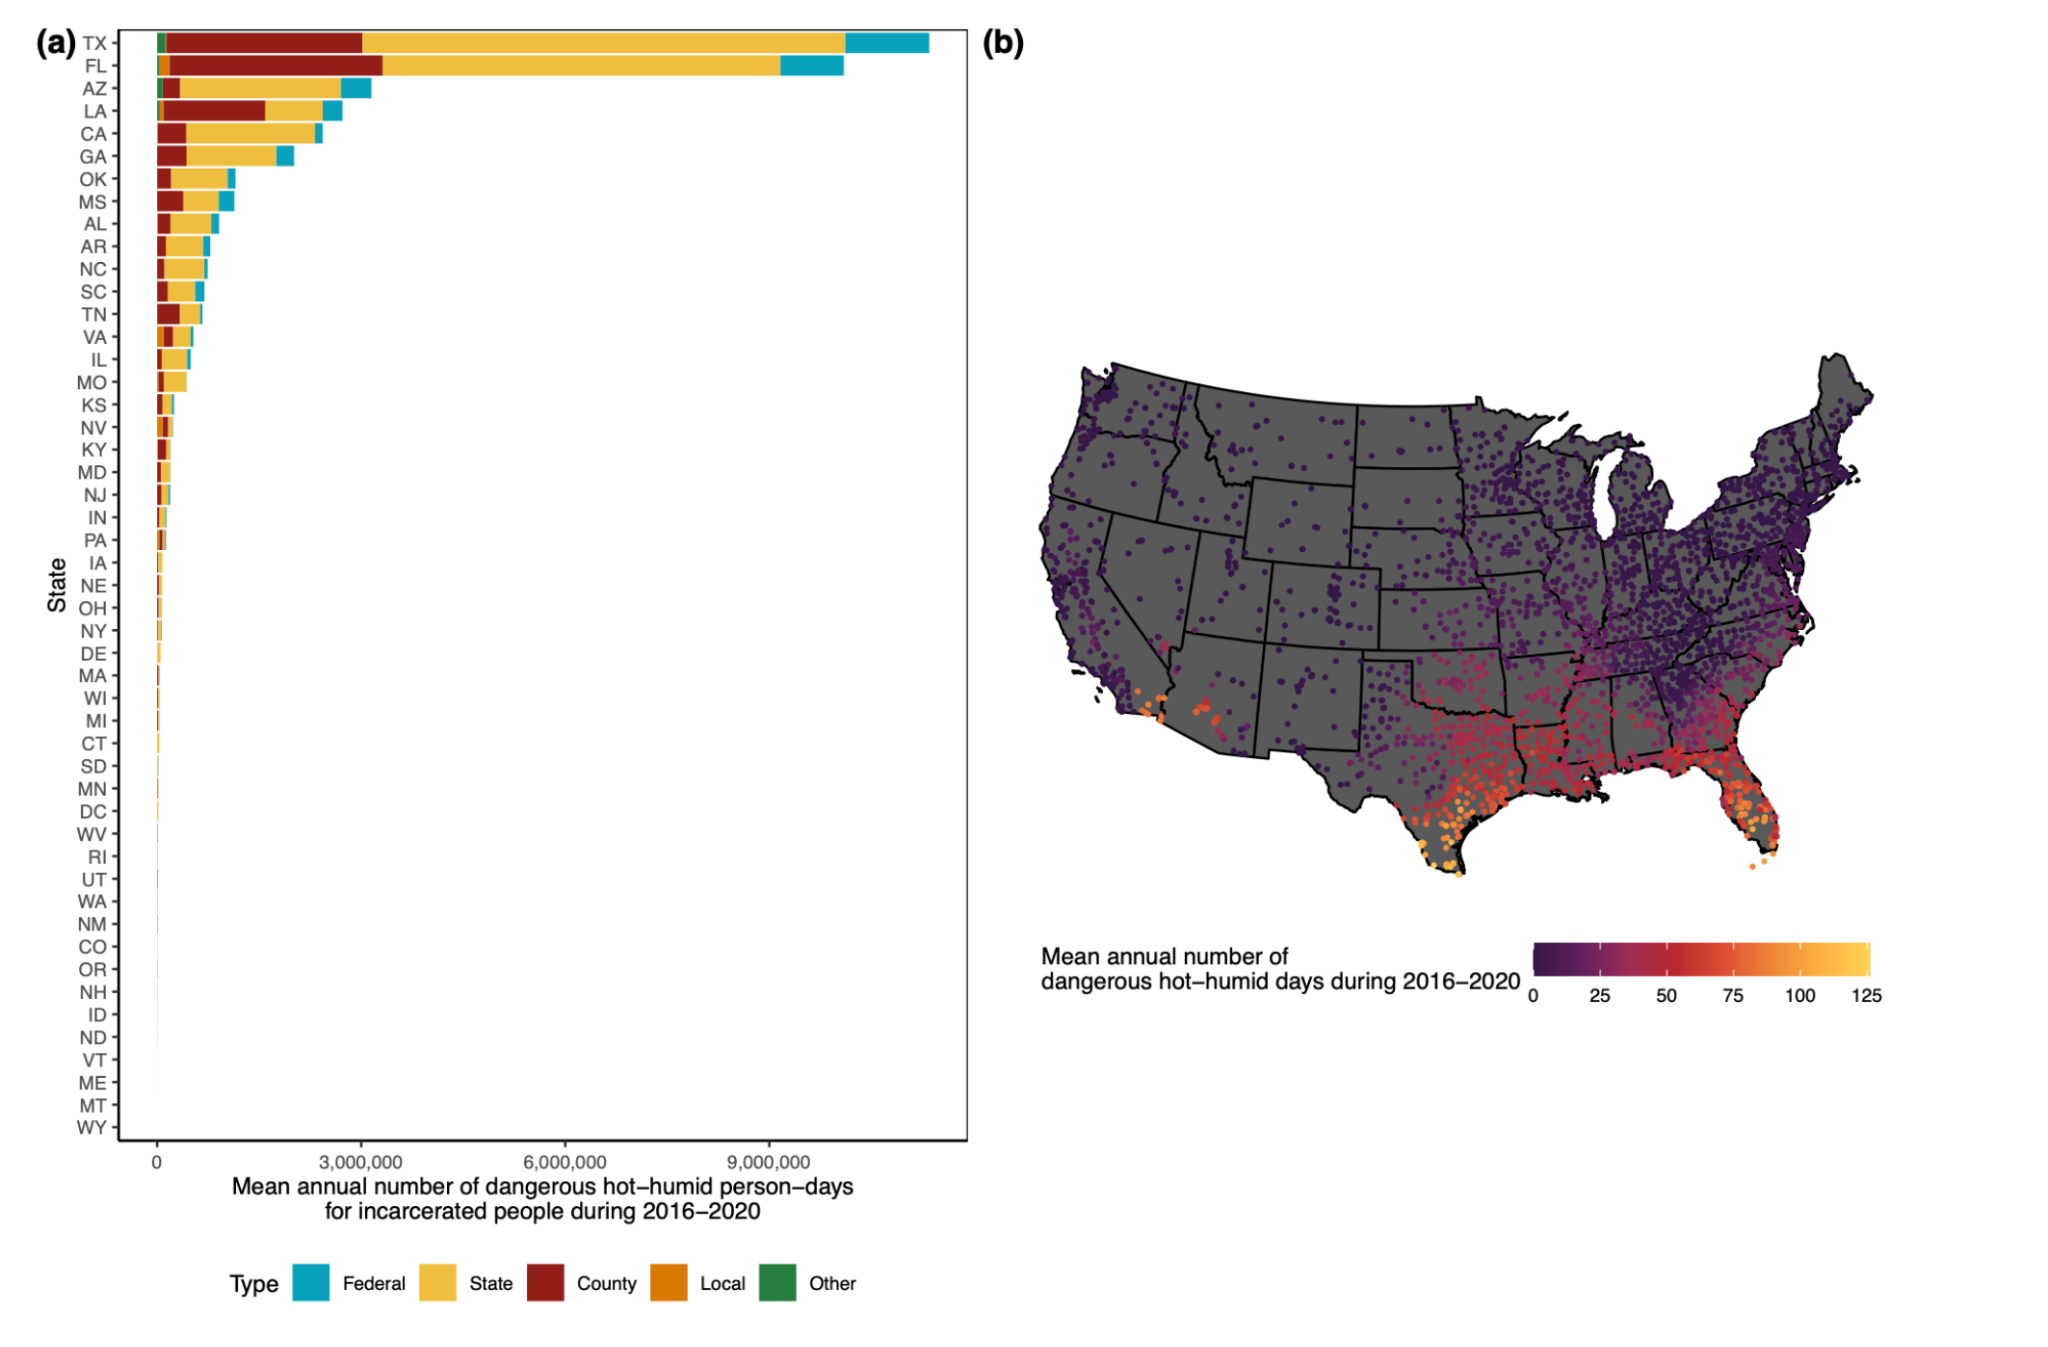 (a)
TX
FL
AZ
LA
CA
GA
OK
MS
AL
AR
NC
SC
TN
VA
IL
MO
KS
NV
KY
MD
NJ
IN
PA
IA
NE
OH
NY
DE
MA
WI
MI
CT
SD
MN
DC
WV
RI
UT
WA
NM
CO
OR
NH
ID
ND
VT
ME
MT
WY
State
0 3,000,000 6,000,000 9,000,000
Mean annual number of dangerous hot−humid person−days
for incarcerated people during 2016−2020
Type Federal State County Local Other
(b)
Mean annual number of
dangerous hot−humid days during 2016−2020
0 25 50 75 100 125